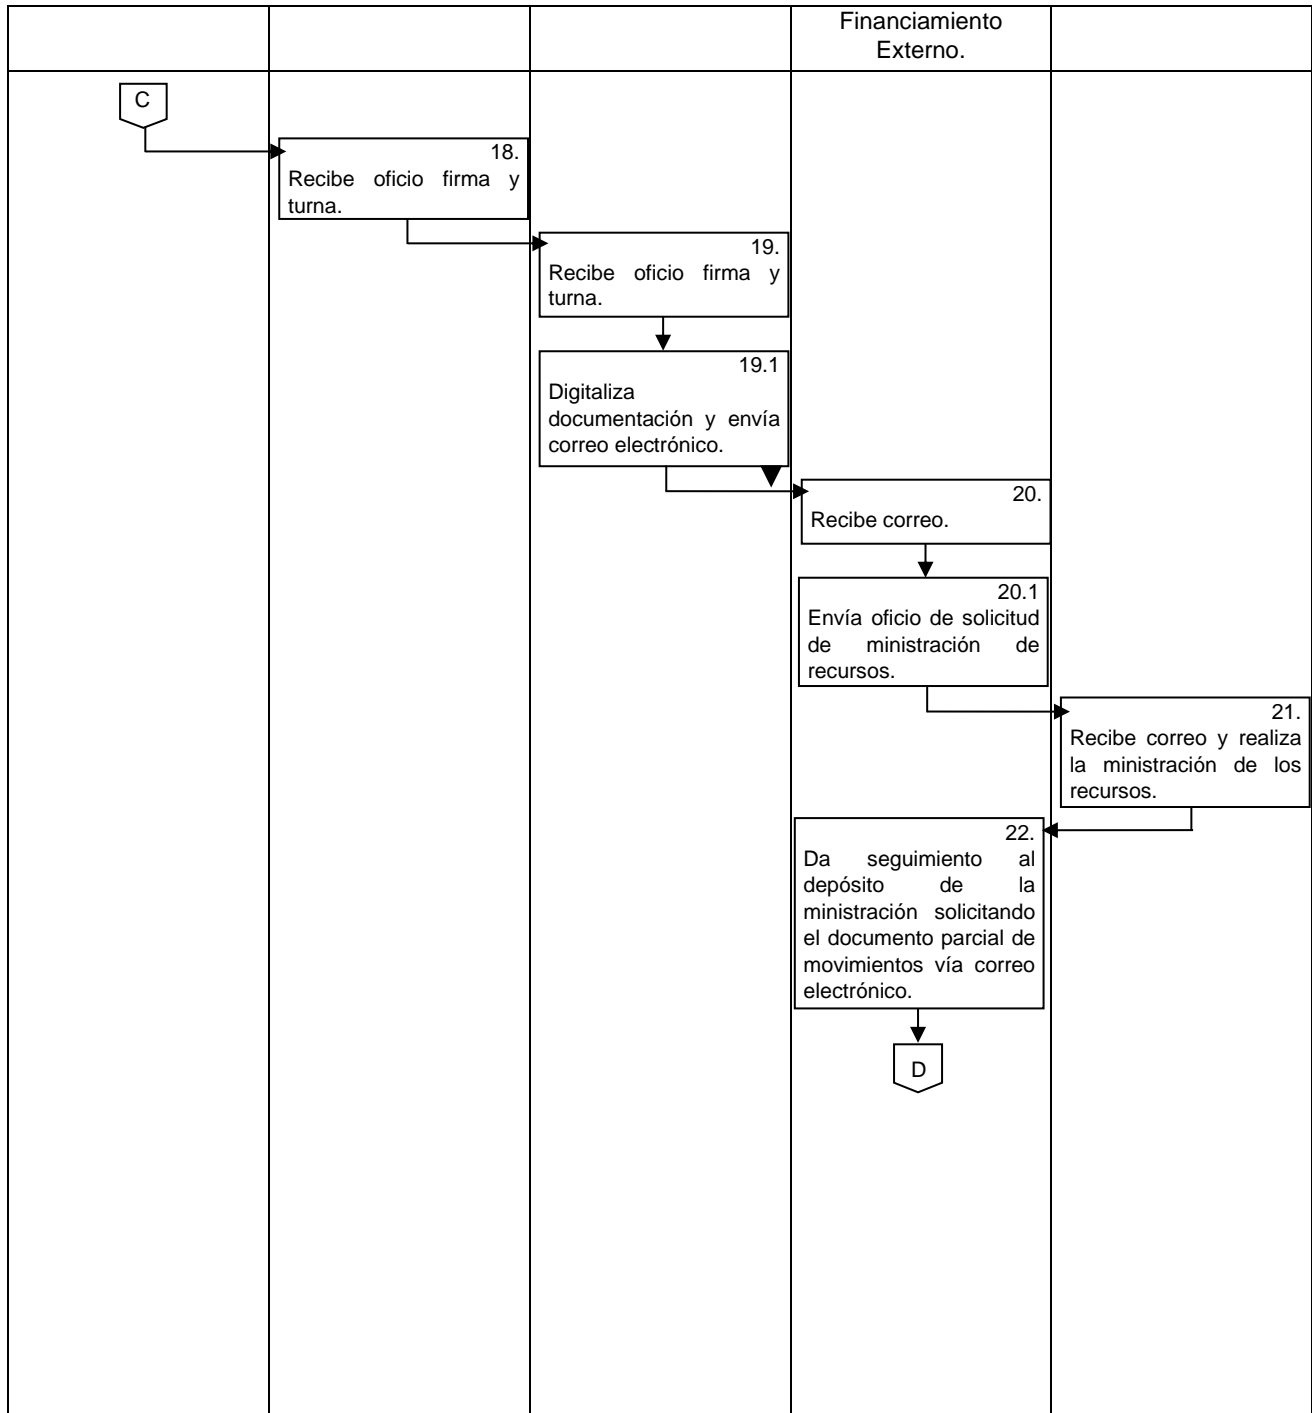 Financiamiento
Externo.
C
18.
Recibe oficio firma y
turna.
19.
Recibe oficio firma y
turna.
19.1
Digitaliza
documentación y envía
correo electrónico.
20.
Recibe correo.
20.1
Envía oficio de solicitud
de ministración de
recursos.
21.
Recibe correo y realiza
la ministración de los
recursos.
22.
Da seguimiento al
depósito de la
ministración solicitando
el documento parcial de
movimientos vía correo
electrónico.
D